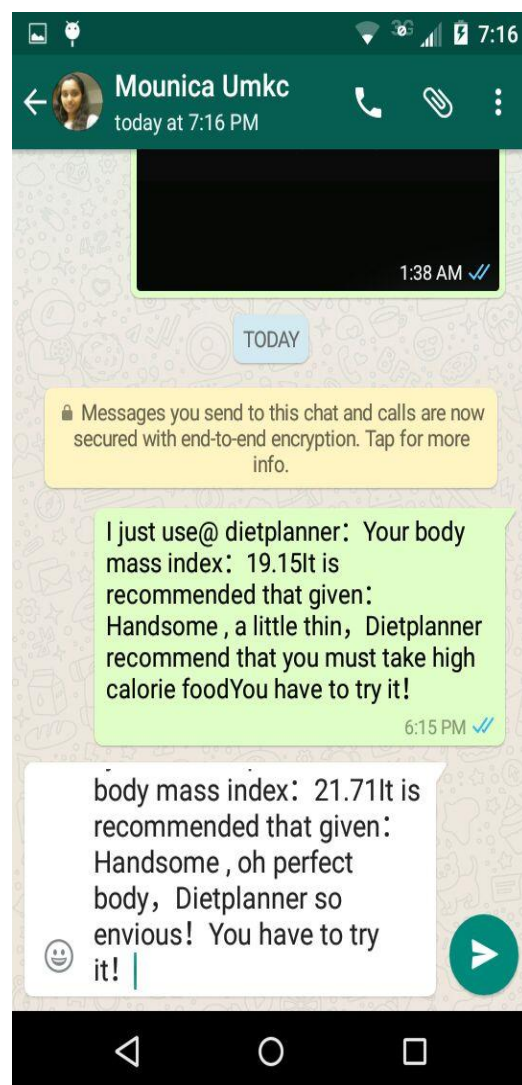 3G 7:16
Mounica Umkc
today at 7:16 PM
1:38 AM
TODAY
Messages you send to this chat and calls are now
secured with end-to-end encryption. Tap for more
info.
I just use@ dietplanner：Your body
mass index：19.15It is
recommended that given：
Handsome , a little thin，Dietplanner
recommend that you must take high
calorie foodYou have to try it！
6:15 PM
body mass index：21.71It is
recommended that given：
Handsome , oh perfect
body，Dietplanner so
envious！You have to try
it！